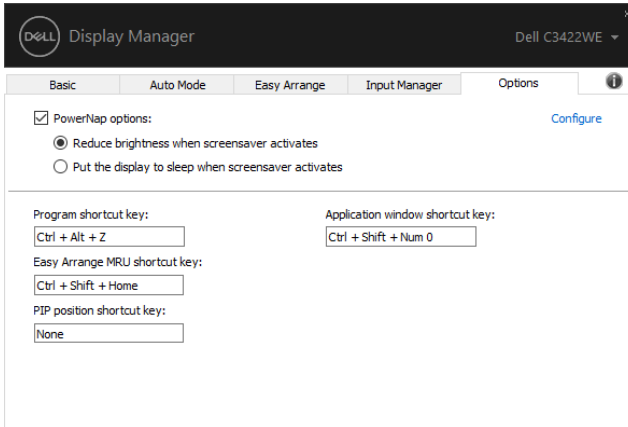 DELL Display Manager
Dell C3422WE
Basic Auto Mode Easy Arrange Input Manager Options
PowerNap options:
Configure
Reduce brightness when screensaver activates
Put the display to sleep when screensaver activates
Program shortcut key:
Application window shortcut key:
Ctrl + Alt + Z
Ctrl + Shift + Num 0
Easy Arrange MRU shortcut key:
Ctrl + Shift + Home
PIP position shortcut key:
None